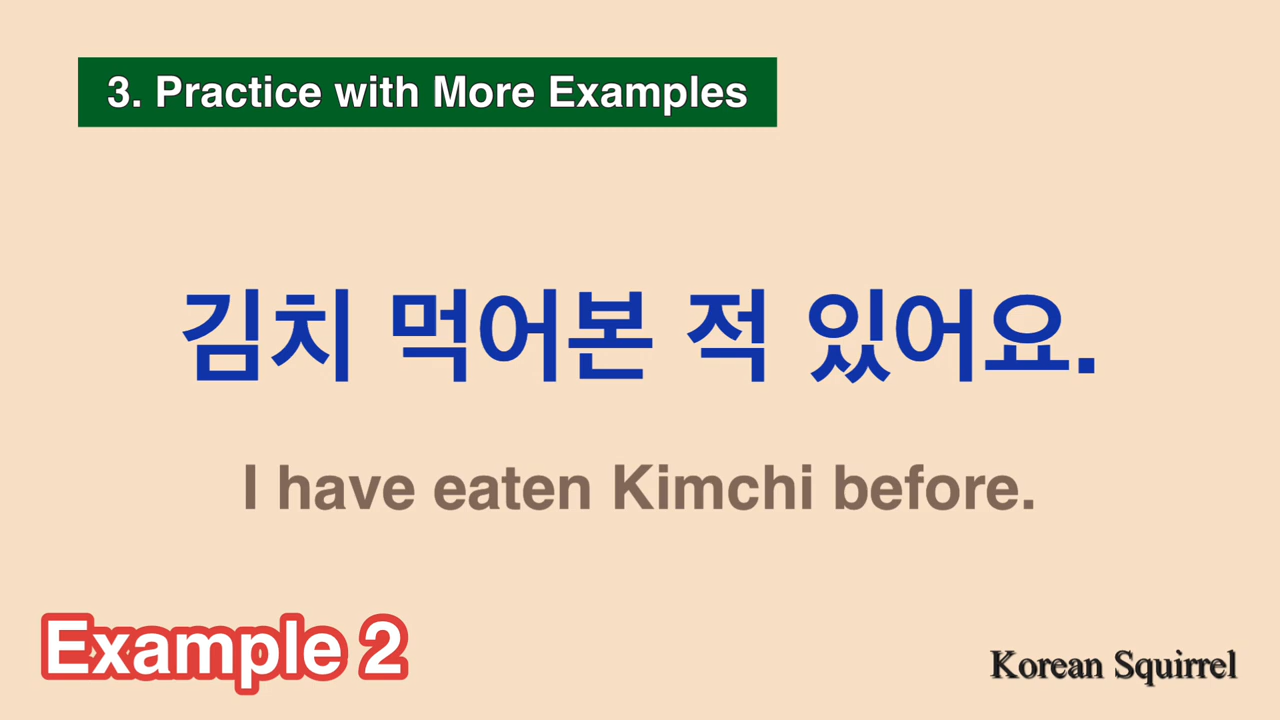 3. Practice with More Examples
김치 먹어본 적 있어요.
I have eaten Kimchi before.
Example 2
Korean Squirrel